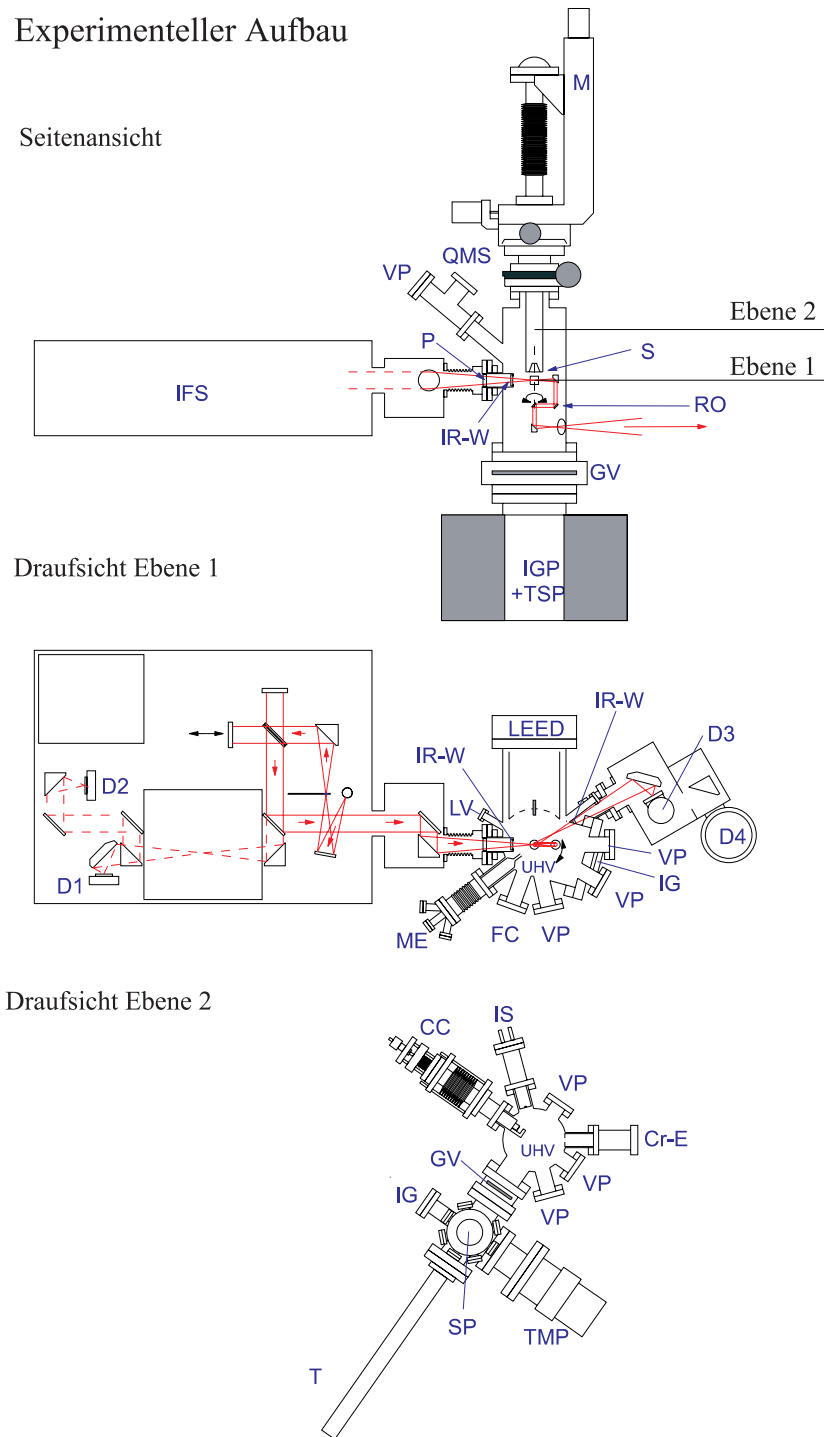 Experimenteller Aufbau
M
Seitenansicht
QMS
VP
Ebene 2
P
S
Ebene 1
IFS
RO
IR-W
GV
Draufsicht Ebene 1
IGP
+TSP
IR-W
LEED
D3
IR-W
D2
LV
D4
VP
UHV
IG
D1
VP
ME
FC
VP
Draufsicht Ebene 2
IS
CC
VP
Cr-E
UHV
GV
VP
IG
VP
SP
TMP
T